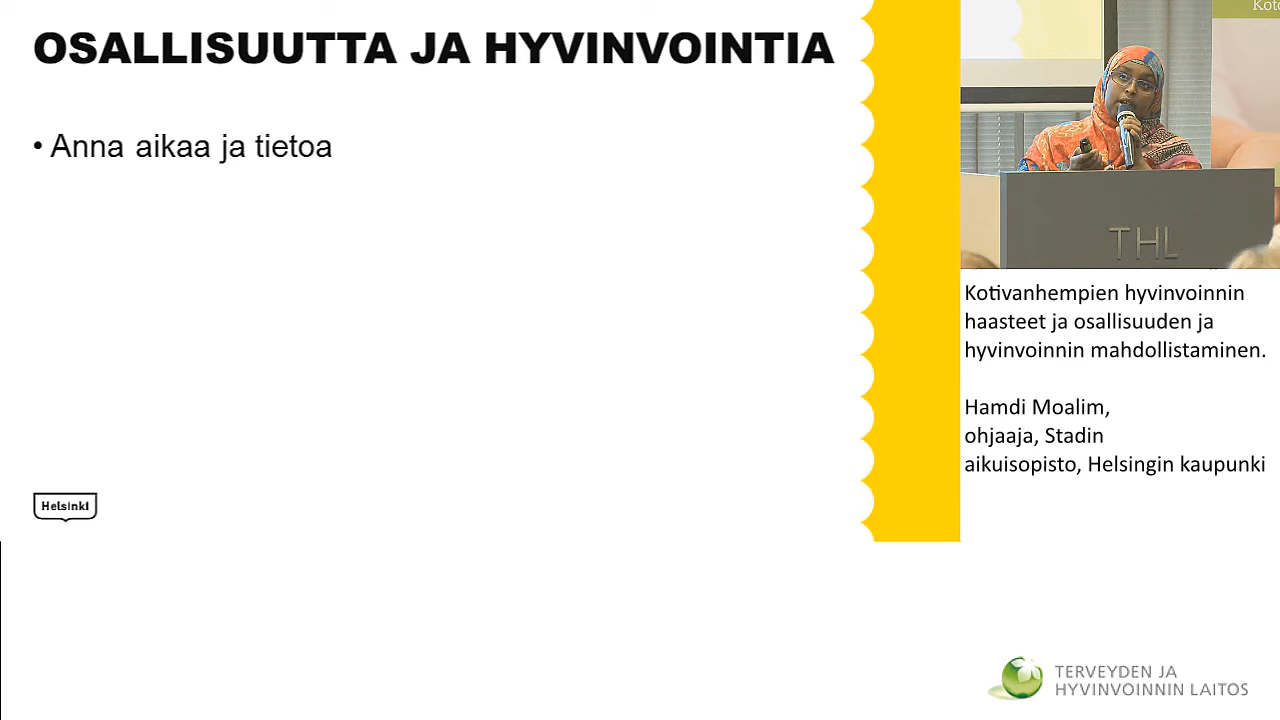 OSALLISUUTTA JA HYVINVOINTIA
• Anna aikaa ja tietoa
Helsinki
THL
Kotivanhempien hyvinvoinnin
haasteet ja osallisuuden ja
hyvinvoinnin mahdollistaminen.
Hamdi Moalim,
ohjaaja, Stadin
aikuisopisto, Helsingin kaupunki
TERVEYDEN JA
HYVINVOINNIN LAITOS